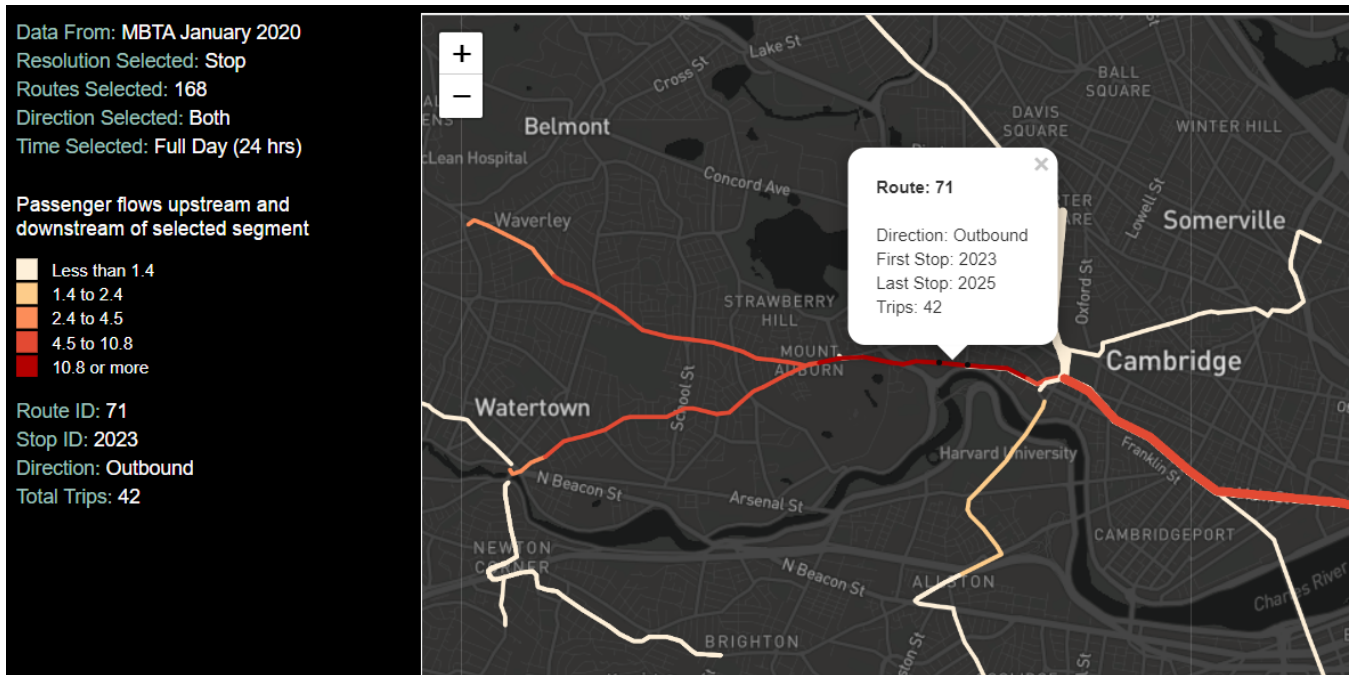 Data From: MBTA January 2020
Resolution Selected: Stop
Routes Selected: 168
Direction Selected: Both
Time Selected: Full Day (24 hrs)
Passenger flows upstream and
downstream of selected segment
Less than 1.4
1.4 to 2.4
2.4 to 4.5
4.5 to 10.8
10.8 or more
Route ID: 71
Stop ID: 2023
Direction: Outbound
Total Trips: 42
+
−
Lake St
Cross St
BALL
SQUARE
DAVIS
SQUARE
WINTER HILL
Belmont
cLean Hospital
Concord Ave
×
Route: 71
Direction: Outbound
First Stop: 2023
Last Stop: 2025
Trips: 42
Lowell St
Somerville
Waverley
Oxford St
STRAWBERRY
HILL
MOUNT
AUBURN
Cambridge
School St
Watertown
Harvard University
Franklin St
N Beacon St
Arsenal St
CAMBRIDGEPORT
NEWTON
CORNER
N Beacon St
ALLSTON
Charles River
BRIGHTON